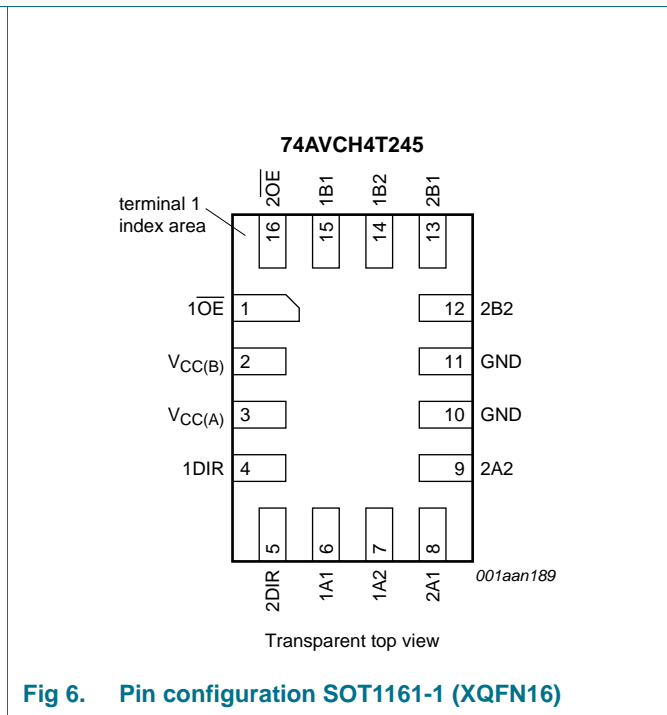 74AVCH4T245
terminal 1
index area
2O̅E̅
1B1
1B2
2B1
16
15
14
13
1O̅E̅
1
12
2B2
VCC(B)
2
11
GND
VCC(A)
3
10
GND
1DIR
4
9
2A2
5
6
7
8
2DIR
1A1
1A2
2A1
001aan189
Transparent top view
Fig 6. Pin configuration SOT1161-1 (XQFN16)